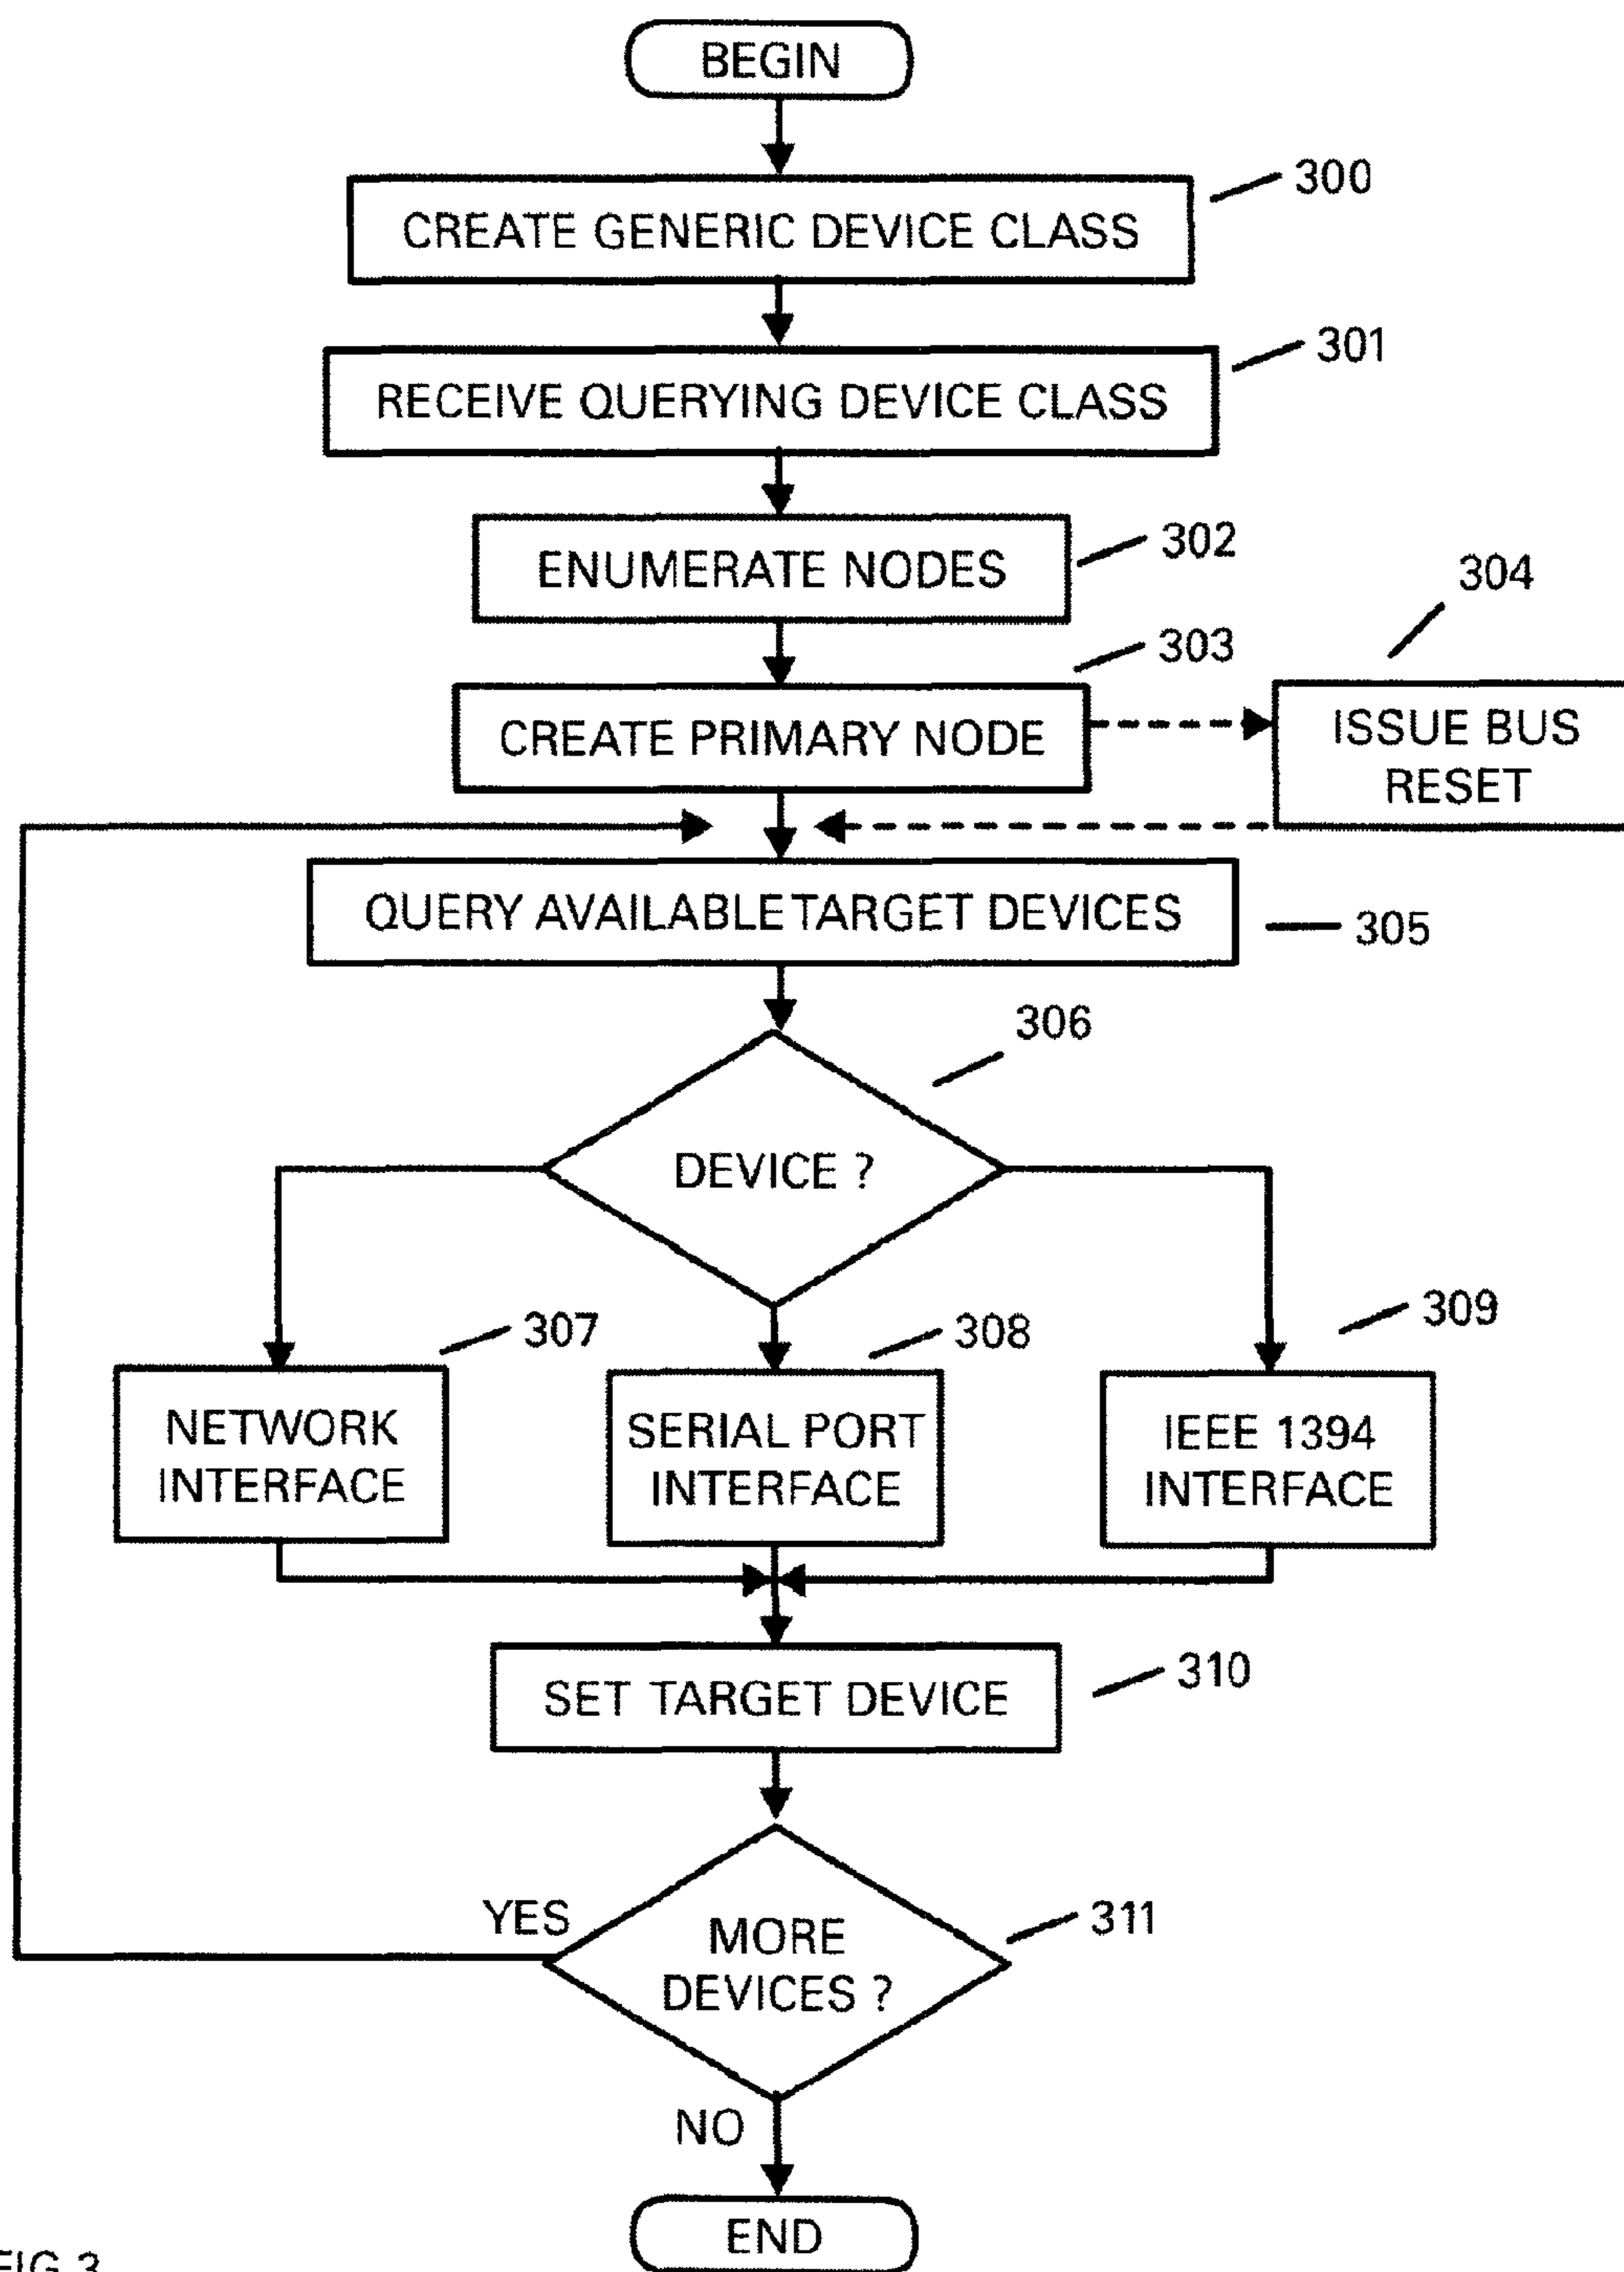 BEGIN
300
CREATE GENERIC DEVICE CLASS
301
RECEIVE QUERYING DEVICE CLASS
302
ENUMERATE NODES
303
304
CREATE PRIMARY NODE
ISSUE BUS
RESET
QUERY AVAILABLE TARGET DEVICES
305
306
DEVICE ?
307
308
309
NETWORK
INTERFACE
SERIAL PORT
INTERFACE
IEEE 1394
INTERFACE
SET TARGET DEVICE
310
YES
MORE
DEVICES ?
311
NO
END
FIG 3